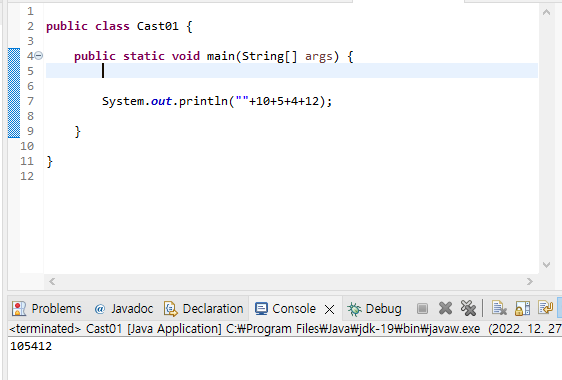 1
2 public class Cast01 {
3
4 public static void main(String[] args) {
5
6
7 System.out.println(""+10+5+4+12);
8
9 }
10
11 }
12
Problems @ Javadoc Declaration Console Debug
<terminated> Cast01 [Java Application] C:₩Program Files₩Java₩jdk-19₩bin₩javaw.exe (2022. 12. 27
105412